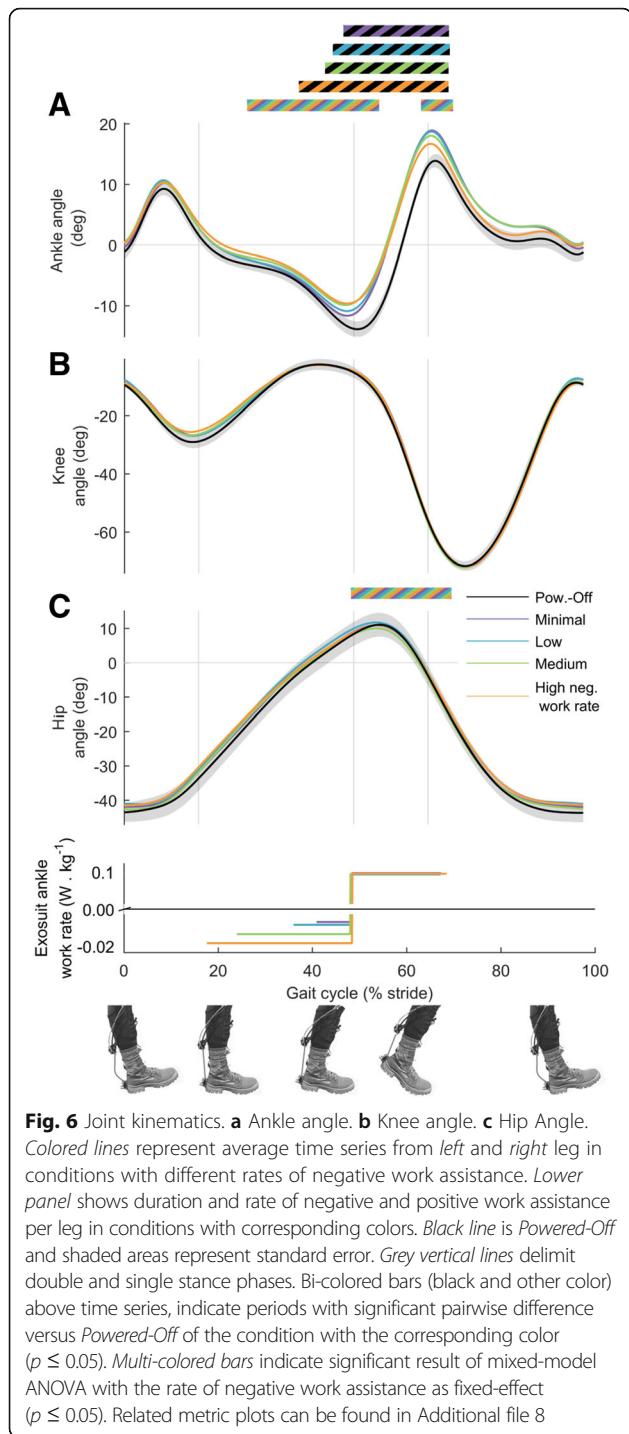 A
20
10
0
-10
Ankle angle
(deg)
B
-20
-40
-60
Knee
angle (deg)
C
10
0
-10
-20
-30
-40
Hip
angle (deg)
Pow.-Off
Minimal
Low
Medium
High neg.
work rate
0.1
0.00
-0.02
Exosuit ankle
work rate (W . kg-1)
0 20 40 60 80 100
Gait cycle (% stride)
Fig. 6 Joint kinematics. a Ankle angle. b Knee angle. c Hip Angle.
Colored lines represent average time series from left and right leg in
conditions with different rates of negative work assistance. Lower
panel shows duration and rate of negative and positive work assistance
per leg in conditions with corresponding colors. Black line is Powered-Off
and shaded areas represent standard error. Grey vertical lines delimit
double and single stance phases. Bi-colored bars (black and other color)
above time series, indicate periods with significant pairwise difference
versus Powered-Off of the condition with the corresponding color
(p ≤ 0.05). Multi-colored bars indicate significant result of mixed-model
ANOVA with the rate of negative work assistance as fixed-effect
(p ≤ 0.05). Related metric plots can be found in Additional file 8